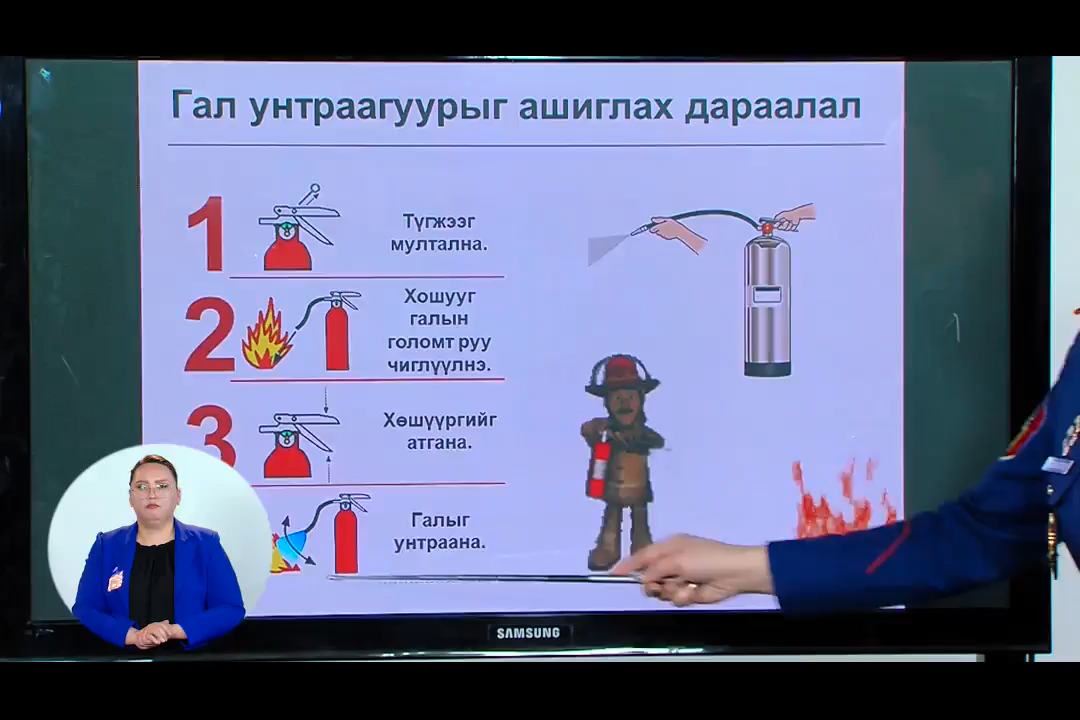 Гал унтраагуурыг ашиглах дараалал
1
Түгжээг
мултална.
2
Хошууг
галын
голомт руу
чиглүүлнэ.
3
Хөшүүргийг
атгана.
Галыг
унтраана.
SAMSUNG